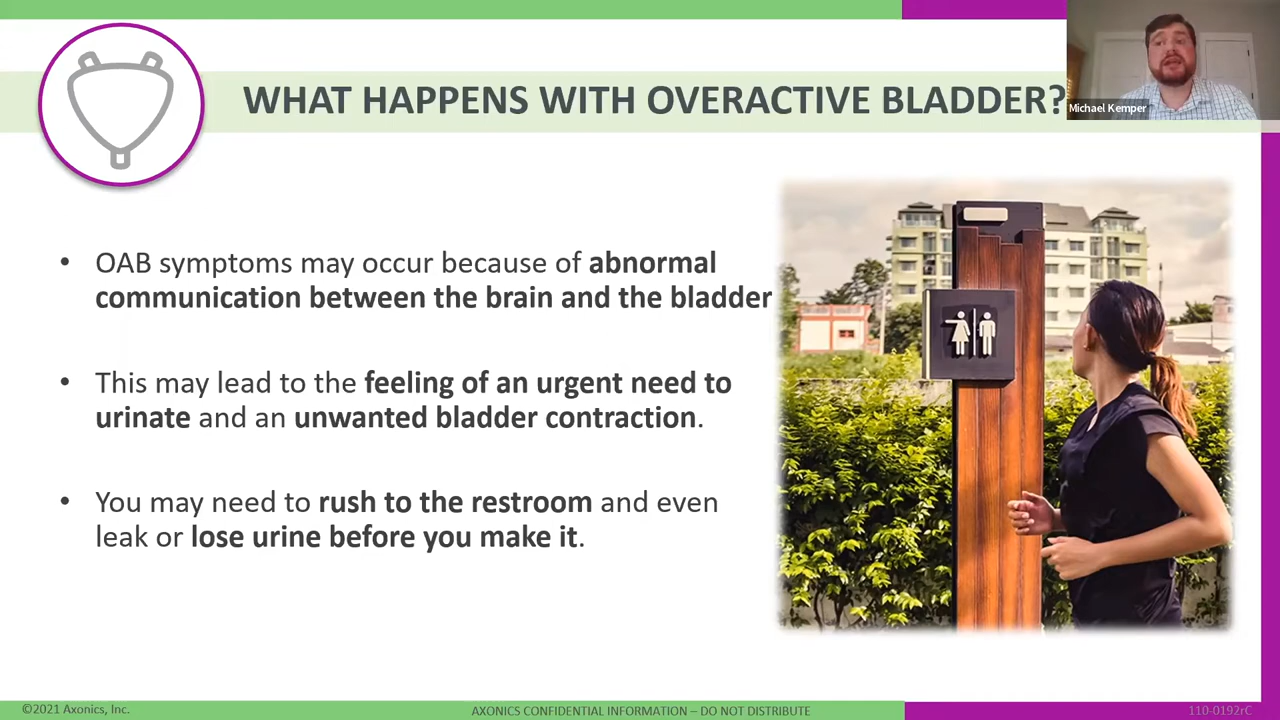 WHAT HAPPENS WITH OVERACTIVE BLADDER?
Michael Kemper
• OAB symptoms may occur because of abnormal
communication between the brain and the bladder
• This may lead to the feeling of an urgent need to
urinate and an unwanted bladder contraction.
• You may need to rush to the restroom and even
leak or lose urine before you make it.
©2021 Axonics, Inc.
AXONICS CONFIDENTIAL INFORMATION – DO NOT DISTRIBUTE
110-0192rC